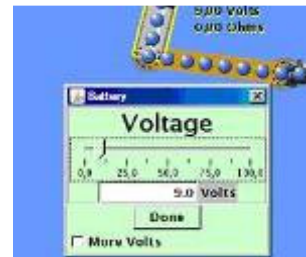 9.00 Volts
0.00 Ohms
Battery
Voltage
0,0 25,0 50,0 75,0 100,0
9.0 Volts
Done
More Volts